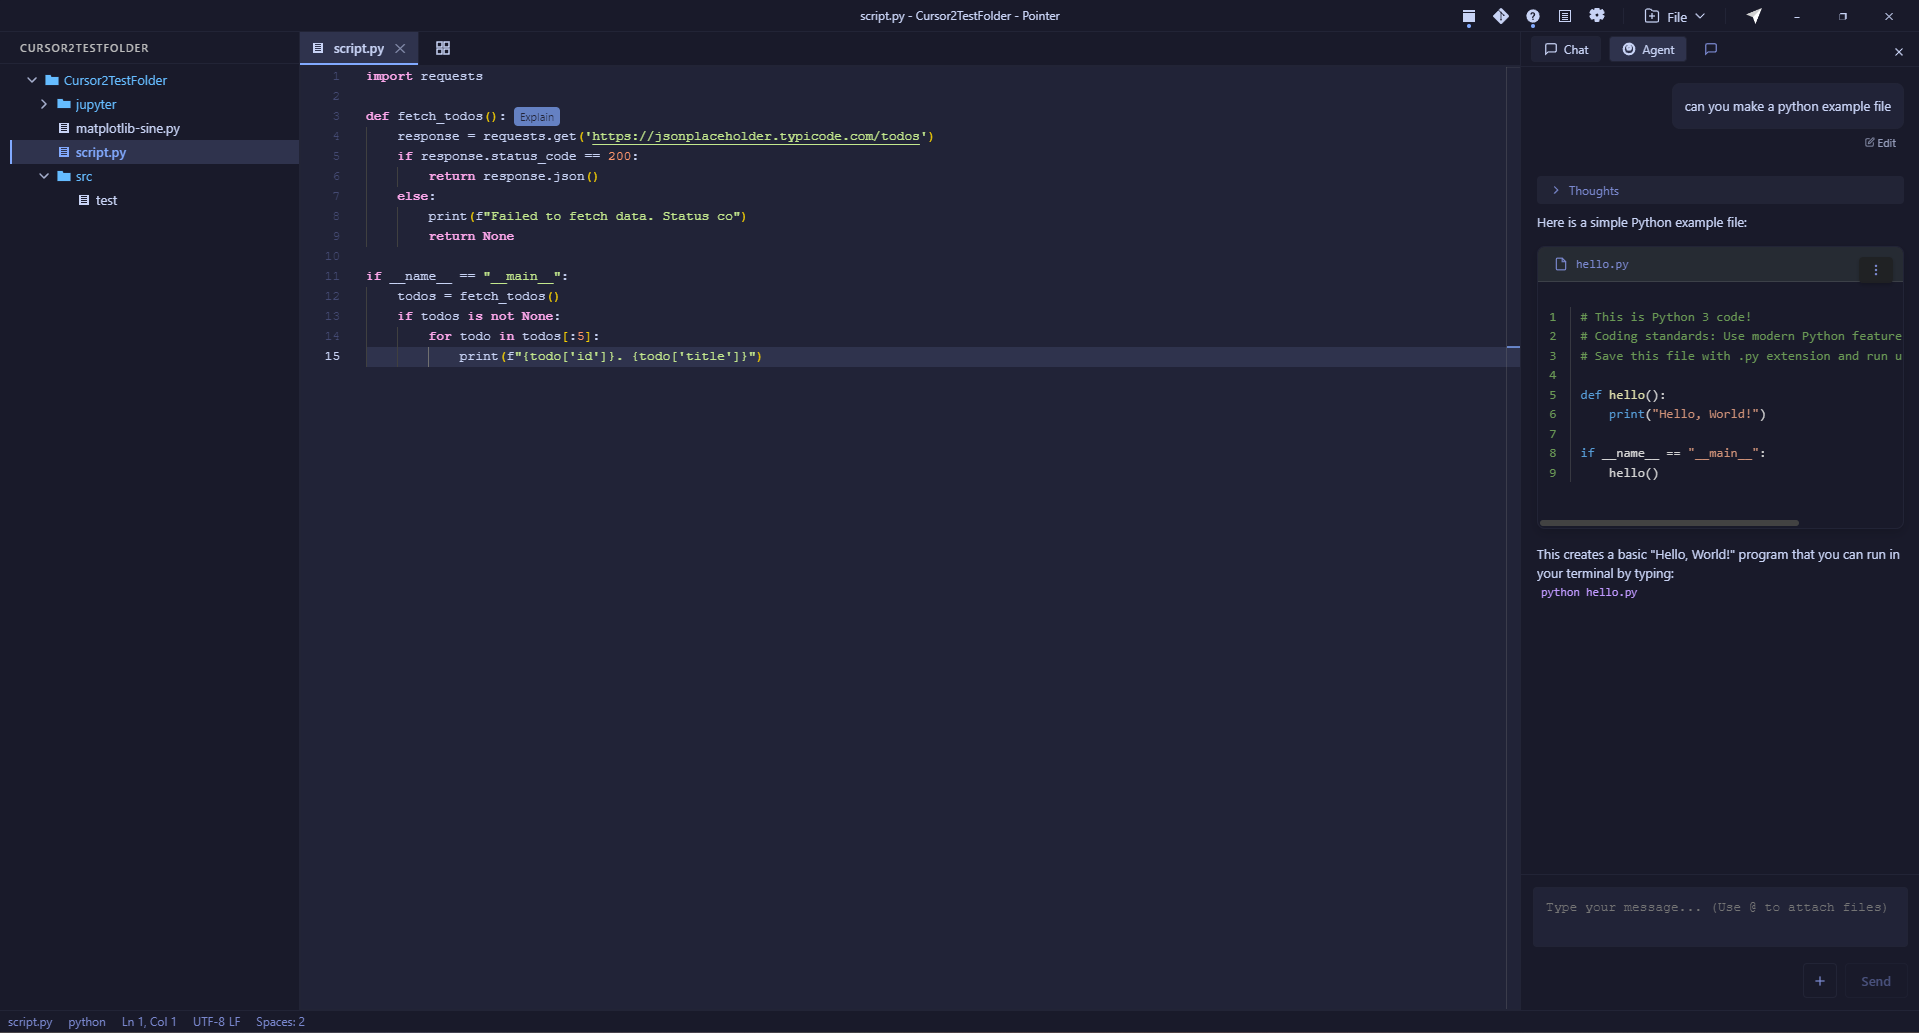 script.py - Cursor2TestFolder - Pointer
File
CURSOR2TESTFOLDER
Cursor2TestFolder
jupyter
matplotlib-sine.py
script.py
src
test
script.py
1 import requests
2
3 def fetch_todos(): Explain
4 response = requests.get('https://jsonplaceholder.typicode.com/todos')
5 if response.status_code == 200:
6 return response.json()
7 else:
8 print(f"Failed to fetch data. Status co")
9 return None
10
11 if __name__ == "__main__":
12 todos = fetch_todos()
13 if todos is not None:
14 for todo in todos[:5]:
15 print(f"{todo['id']}. {todo['title']}")
Chat Agent
can you make a python example file
Edit
Thoughts
Here is a simple Python example file:
hello.py
1 # This is Python 3 code!
2 # Coding standards: Use modern Python feature
3 # Save this file with .py extension and run u
4
5 def hello():
6 print("Hello, World!")
7
8 if __name__ == "__main__":
9 hello()
This creates a basic "Hello, World!" program that you can run in
your terminal by typing:
python hello.py
Type your message... (Use @ to attach files)
+ Send
script.py python Ln 1, Col 1 UTF-8 LF Spaces: 2